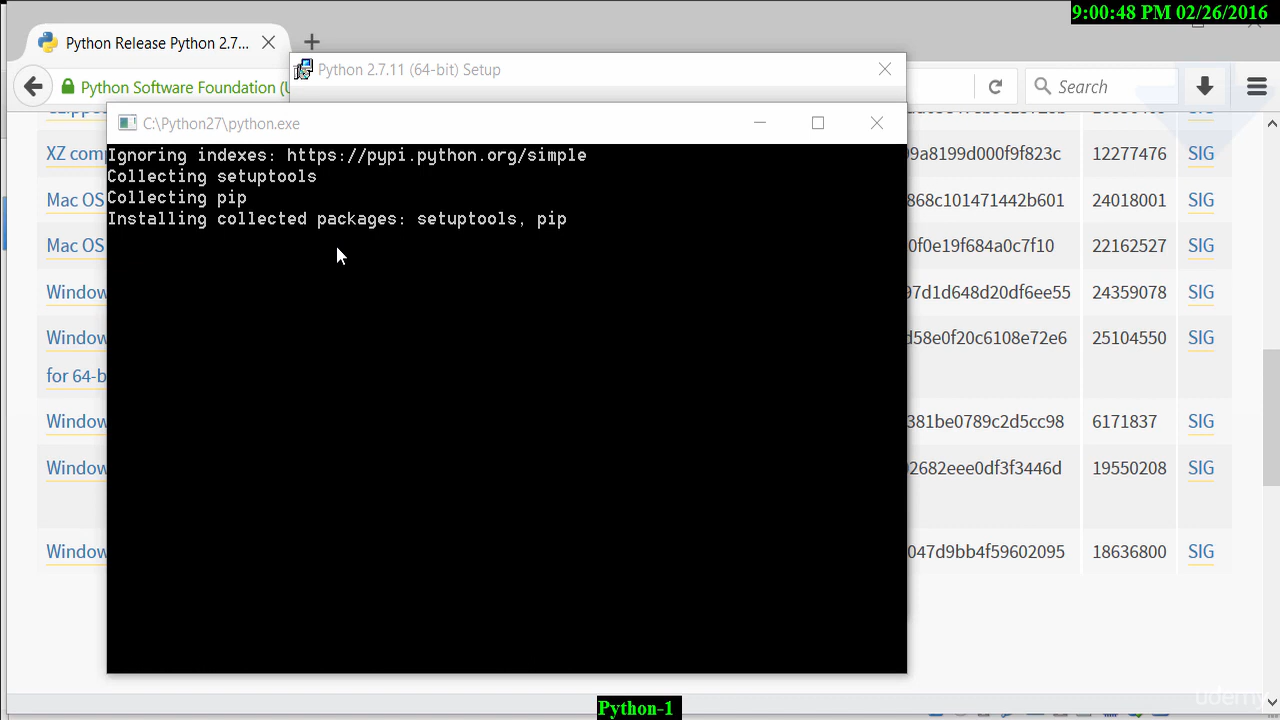 9:00:48 PM 02/26/2016
Python Release Python 2.7...
Python 2.7.11 (64-bit) Setup
Python Software Foundation (U
Search
C:\Python27\python.exe
Ignoring indexes: https://pypi.python.org/simple
Collecting setuptools
Collecting pip
Installing collected packages: setuptools, pip
XZ com
09a8199d000f9f823c 12277476 SIG
Mac OS
868c101471442b601 24018001 SIG
Mac OS
0f0e19f684a0c7f10 22162527 SIG
Window
97d1d648d20df6ee55 24359078 SIG
Window
d58e0f20c6108e72e6 25104550 SIG
for 64-b
Window
381be0789c2d5cc98 6171837 SIG
Window
02682eee0df3f3446d 19550208 SIG
Window
047d9bb4f59602095 18636800 SIG
udemy
Python-1